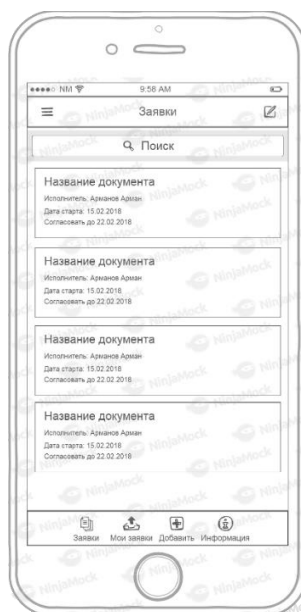 NM 9:58 AM
Заявки
Поиск
Название документа
Исполнитель: Арманов Арман
Дата старта: 15.02.2018
Согласовать до 22.02.2018
Название документа
Исполнитель: Арманов Арман
Дата старта: 15.02.2018
Согласовать до 22.02.2018
Название документа
Исполнитель: Арманов Арман
Дата старта: 15.02.2018
Согласовать до 22.02.2018
Название документа
Исполнитель: Арманов Арман
Дата старта: 15.02.2018
Согласовать до 22.02.2018
Заявки Мои заявки Добавить Информация
NinjaMock